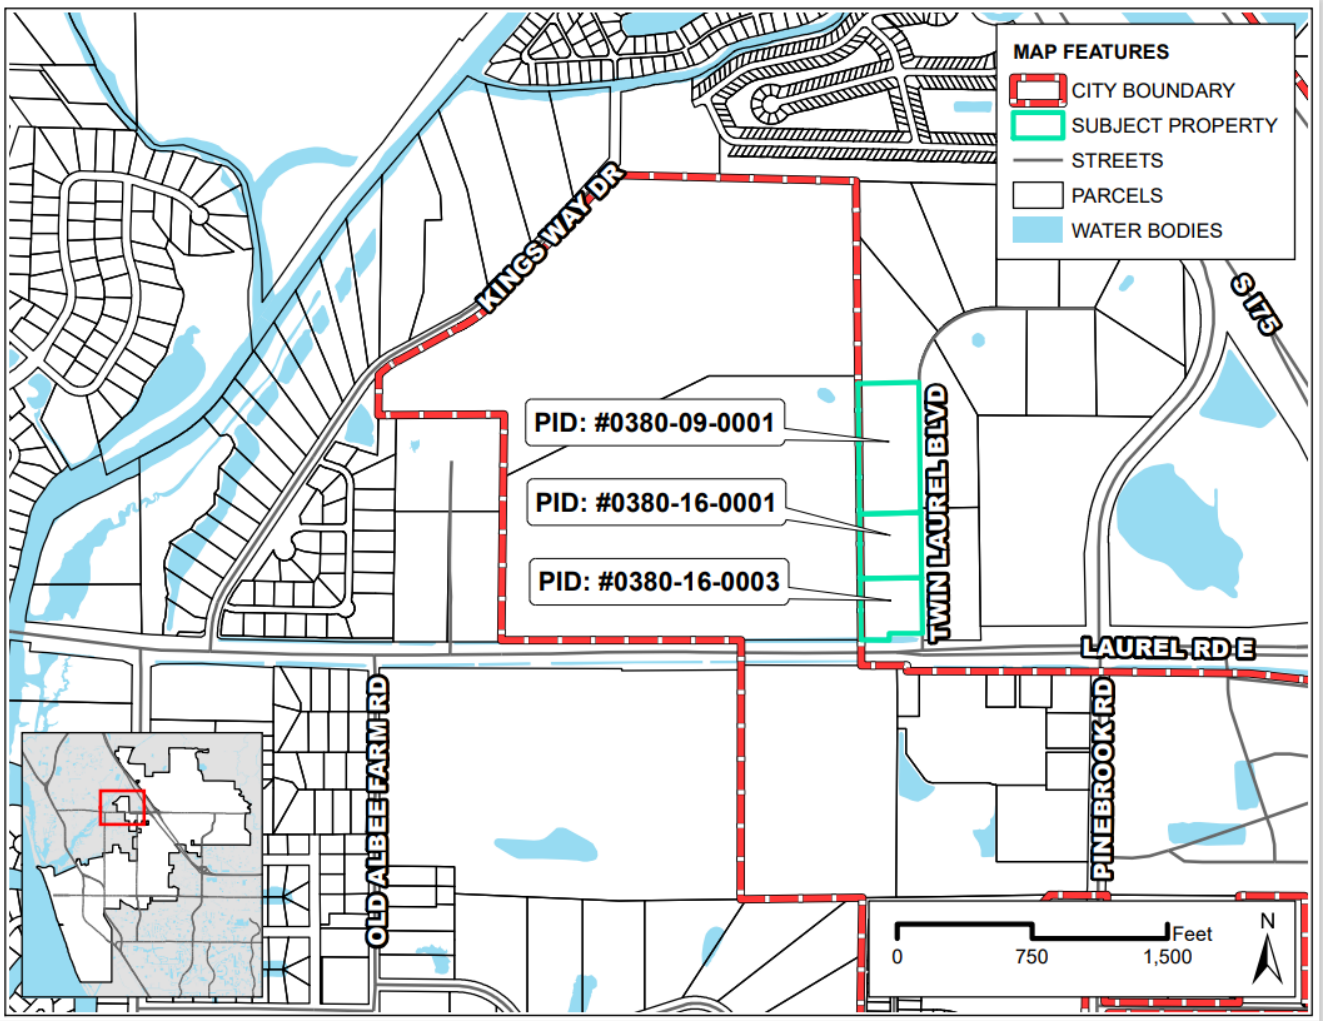 MAP FEATURES
CITY BOUNDARY
SUBJECT PROPERTY
STREETS
PARCELS
WATER BODIES
KINGS WAY DR
S I75
PID: #0380-09-0001
TWIN LAUREL BLVD
PID: #0380-16-0001
PID: #0380-16-0003
LAUREL RD E
OLD ALBEE FARM RD
PINEBROOK RD
Feet
0 750 1,500
N